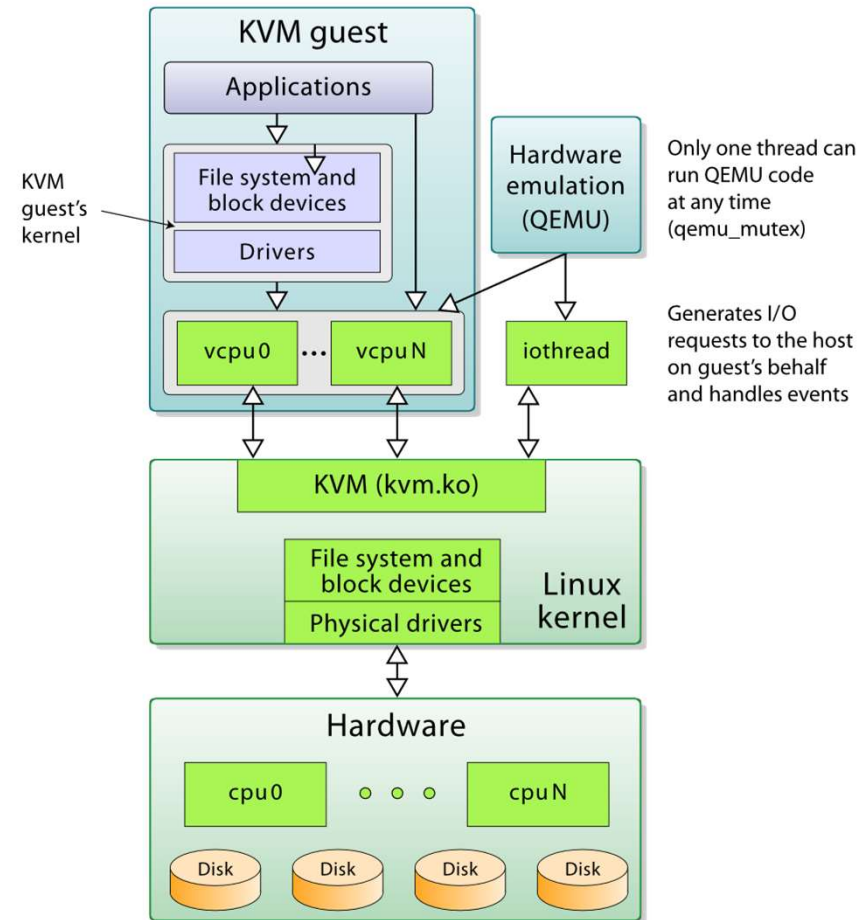 KVM guest
Applications
KVM
guest's
kernel
File system and
block devices
Drivers
Hardware
emulation
(QEMU)
Only one thread can
run QEMU code
at any time
(qemu_mutex)
vcpu0
...
vcpuN
iothread
Generates I/O
requests to the host
on guest's behalf
and handles events
KVM (kvm.ko)
File system and
block devices
Physical drivers
Linux
kernel
Hardware
cpu0
cpuN
Disk
Disk
Disk
Disk